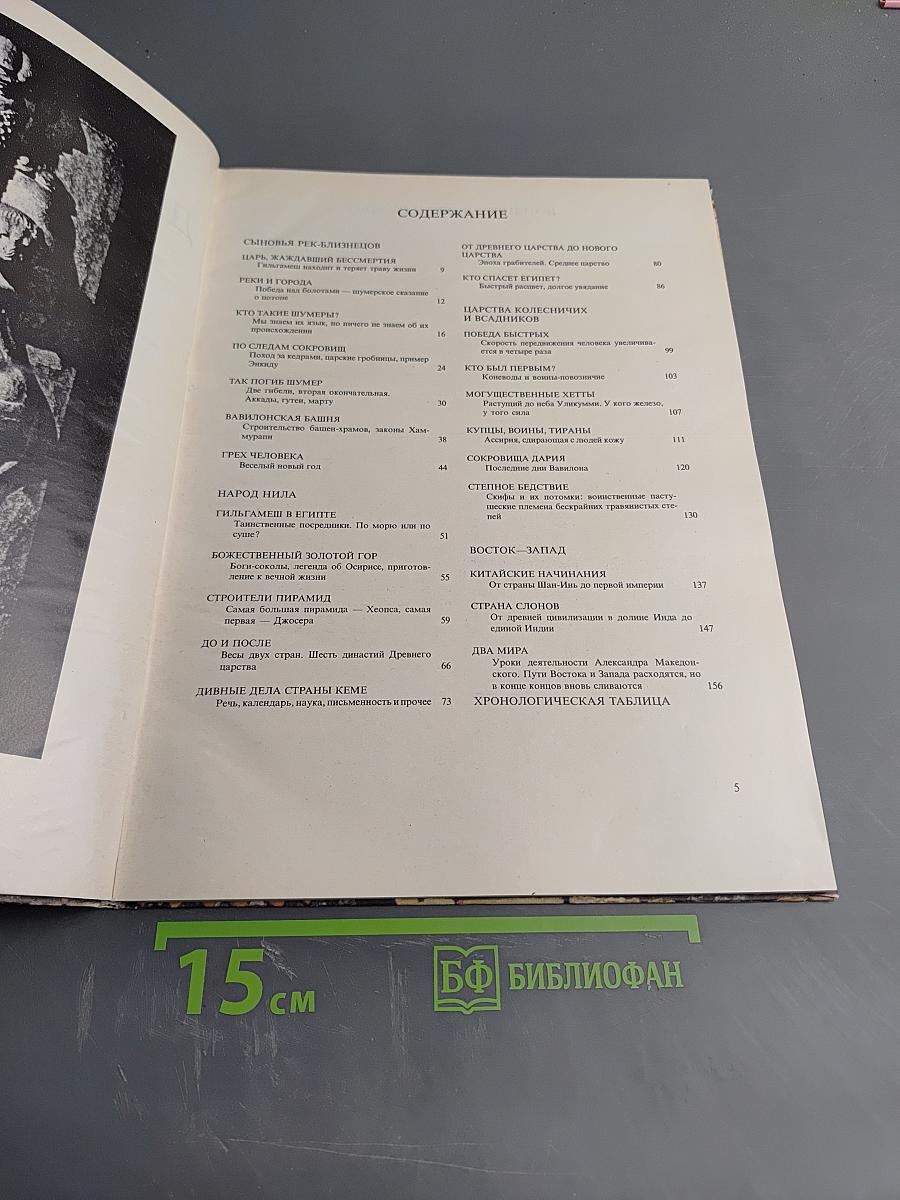 СОДЕРЖАНИЕ
СЫНОВЬЯ РЕК-БЛИЗНЕЦОВ
ЦАРЬ, ЖАЖДАВШИЙ БЕССМЕРТИЯ
Гильгамеш находит и теряет траву жизни 9
РЕКИ И ГОРОДА
Победа над болотами — шумерское сказание
о потопе 12
КТО ТАКИЕ ШУМЕРЫ?
Мы знаем их язык, но ничего не знаем об их
происхождении 16
ПО СЛЕДАМ СОКРОВИЩ
Поход за кедрами, царские гробницы, пример
Энкиду 24
ТАК ПОГИБ ШУМЕР
Две гибели, вторая окончательная.
Аккады, гутеи, марту 30
ВАВИЛОНСКАЯ БАШНЯ
Строительство башен-храмов, законы Хам-
мурапи 38
ГРЕХ ЧЕЛОВЕКА
Веселый новый год 44
НАРОД НИЛА
ГИЛЬГАМЕШ В ЕГИПТЕ
Таинственные посредники. По морю или по
суше? 51
БОЖЕСТВЕННЫЙ ЗОЛОТОЙ ГОР
Боги-соколы, легенда об Осирисе, приготов-
ление к вечной жизни 55
СТРОИТЕЛИ ПИРАМИД
Самая большая пирамида — Хеопса, самая
первая — Джосера 59
ДО И ПОСЛЕ
Весы двух стран. Шесть династий Древнего
царства 66
ДИВНЫЕ ДЕЛА СТРАНЫ КЕМЕ
Речь, календарь, наука, письменность и прочее 73
ОТ ДРЕВНЕГО ЦАРСТВА ДО НОВОГО
ЦАРСТВА
Эпоха грабителей. Среднее царство 80
КТО СПАСЕТ ЕГИПЕТ?
Быстрый расцвет, долгое увядание 86
ЦАРСТВА КОЛЕСНИЧИХ
И ВСАДНИКОВ
ПОБЕДА БЫСТРЫХ
Скорость передвижения человека увеличива-
ется в четыре раза 99
КТО БЫЛ ПЕРВЫМ?
Коневоды и воины-повозничие 103
МОГУЩЕСТВЕННЫЕ ХЕТТЫ
Растущий до неба Уликумми. У кого железо,
у того сила 107
КУПЦЫ, ВОИНЫ, ТИРАНЫ
Ассирия, сдирающая с людей кожу 111
СОКРОВИЩА ДАРИЯ
Последние дни Вавилона 120
СТЕПНОЕ БЕДСТВИЕ
Скифы и их потомки: воинственные пасту-
шеские племена бескрайних травянистых сте-
пей 130
ВОСТОК—ЗАПАД
КИТАЙСКИЕ НАЧИНАНИЯ
От страны Шан-Инь до первой империи 137
СТРАНА СЛОНОВ
От древней цивилизации в долине Инда до
единой Индии 147
ДВА МИРА
Уроки деятельности Александра Македон-
ского. Пути Востока и Запада расходятся, но
в конце концов вновь сливаются 156
ХРОНОЛОГИЧЕСКАЯ ТАБЛИЦА
5
15 см
БФ БИБЛИОФАН